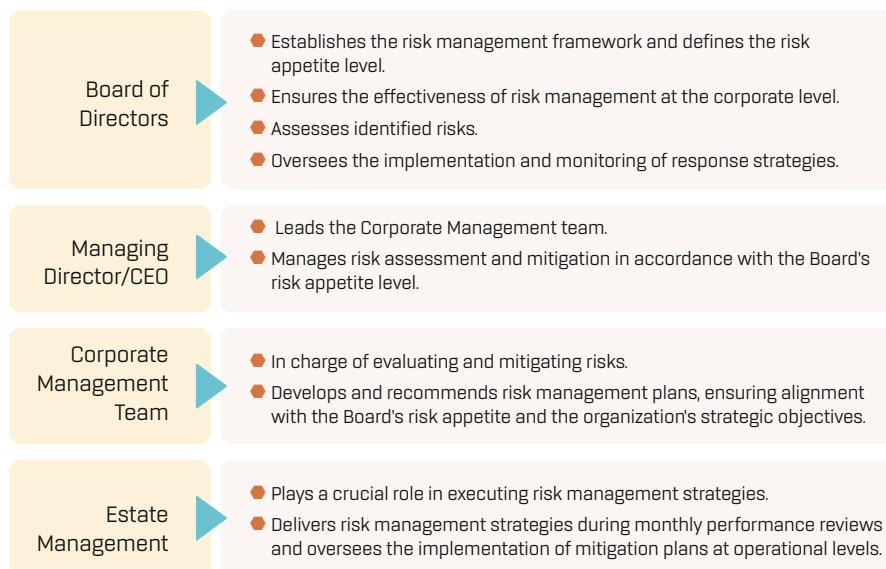 Board of
Directors
Establishes the risk management framework and defines the risk
appetite level.
Ensures the effectiveness of risk management at the corporate level.
Assesses identified risks.
Oversees the implementation and monitoring of response strategies.
Managing
Director/CEO
Leads the Corporate Management team.
Manages risk assessment and mitigation in accordance with the Board's
risk appetite level.
Corporate
Management
Team
In charge of evaluating and mitigating risks.
Develops and recommends risk management plans, ensuring alignment
with the Board's risk appetite and the organization's strategic objectives.
Estate
Management
Plays a crucial role in executing risk management strategies.
Delivers risk management strategies during monthly performance reviews
and oversees the implementation of mitigation plans at operational levels.